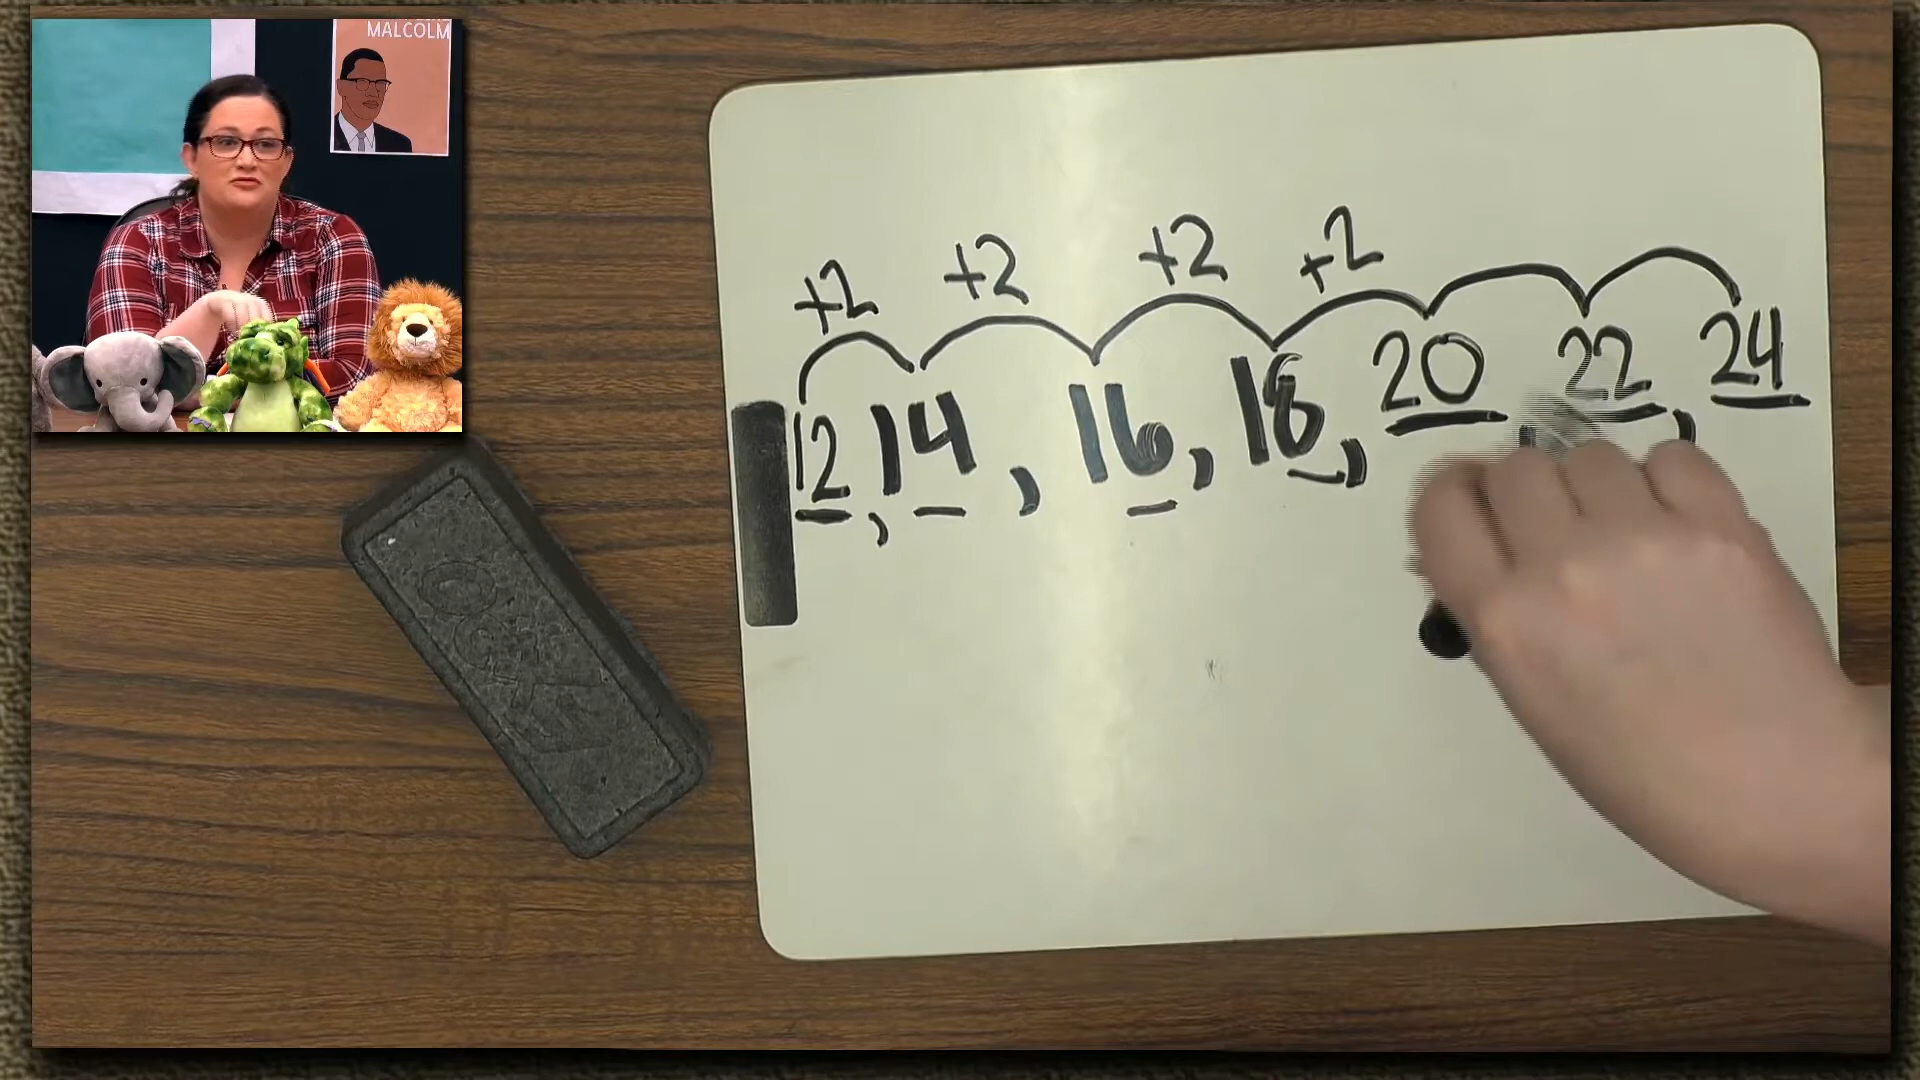 MALCOLM
+2 +2 +2 +2
12, 14, 16, 18, 20, 22, 24